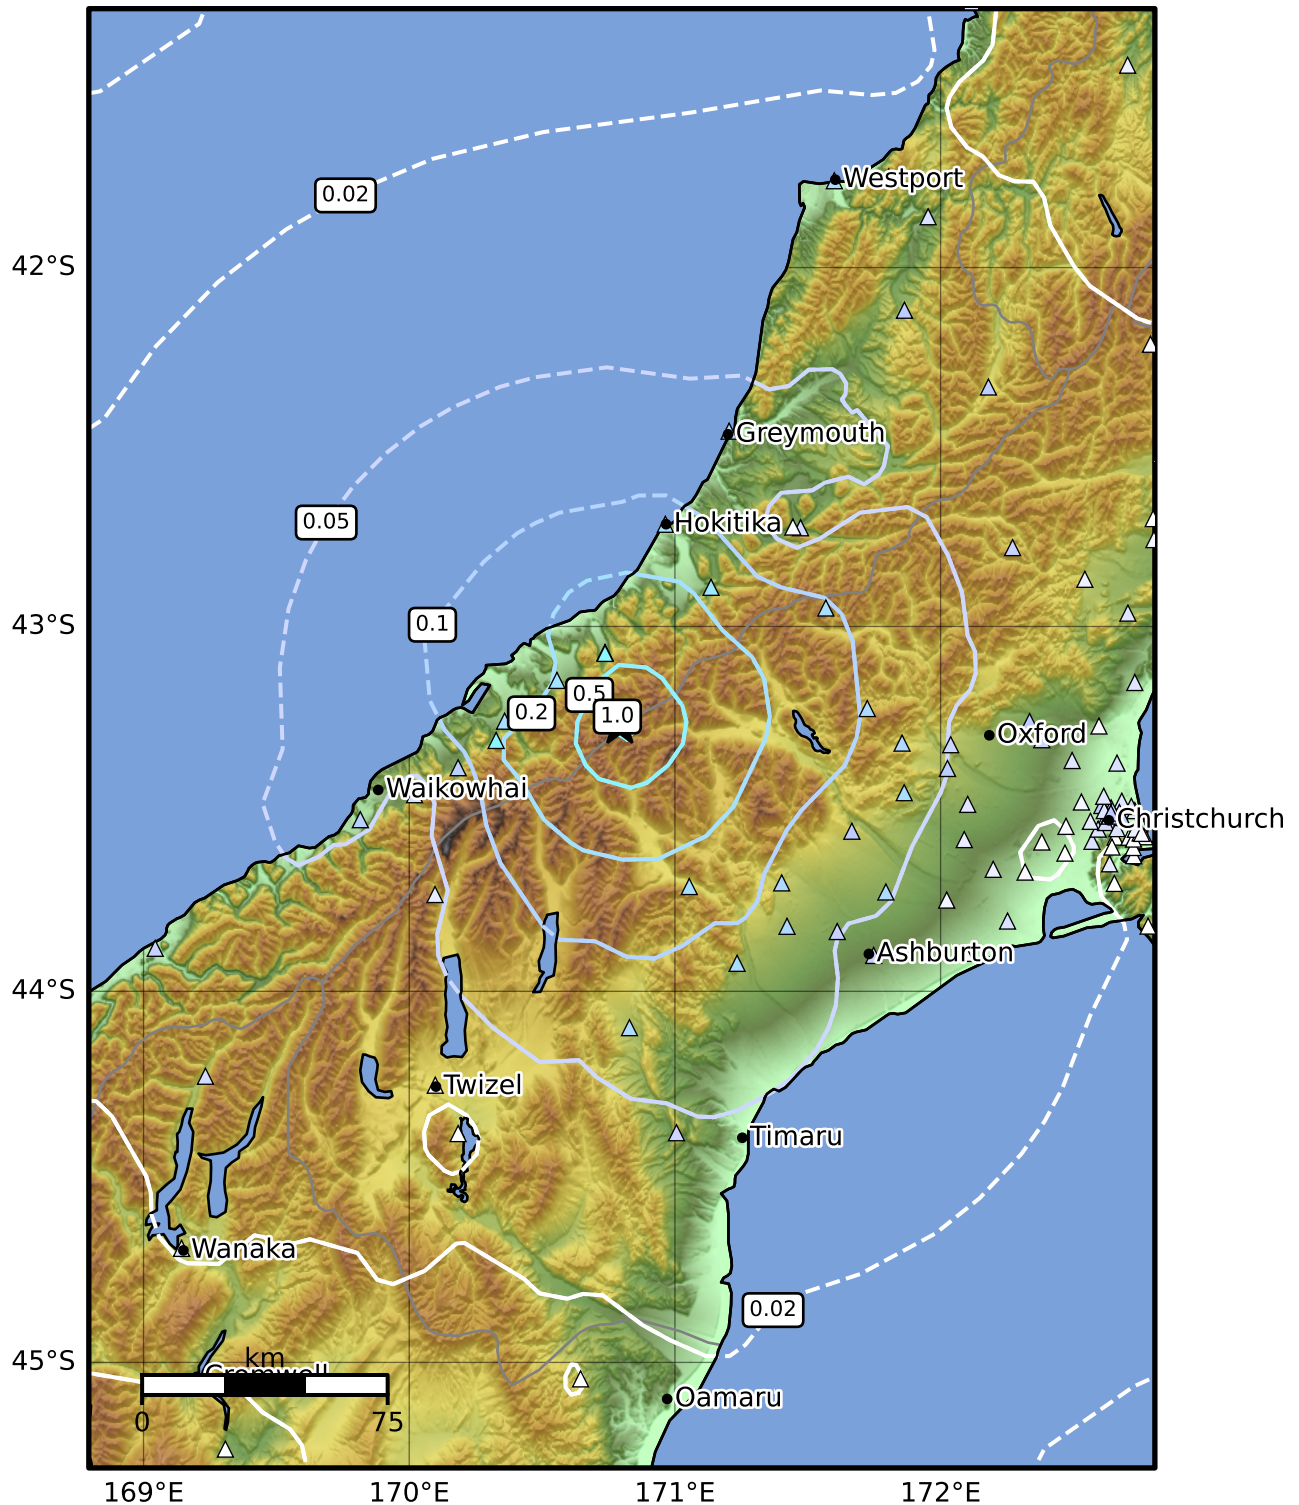 0.02
Westport
42°S
Greymouth
0.05
Hokitika
0.1
43°S
0.5
0.2
1.0
Oxford
Waikowhai
Christchurch
Ashburton
44°S
Twizel
Timaru
Wanaka
0.02
km
45°S
Cromwell
Oamaru
0
75
169°E
170°E
171°E
172°E